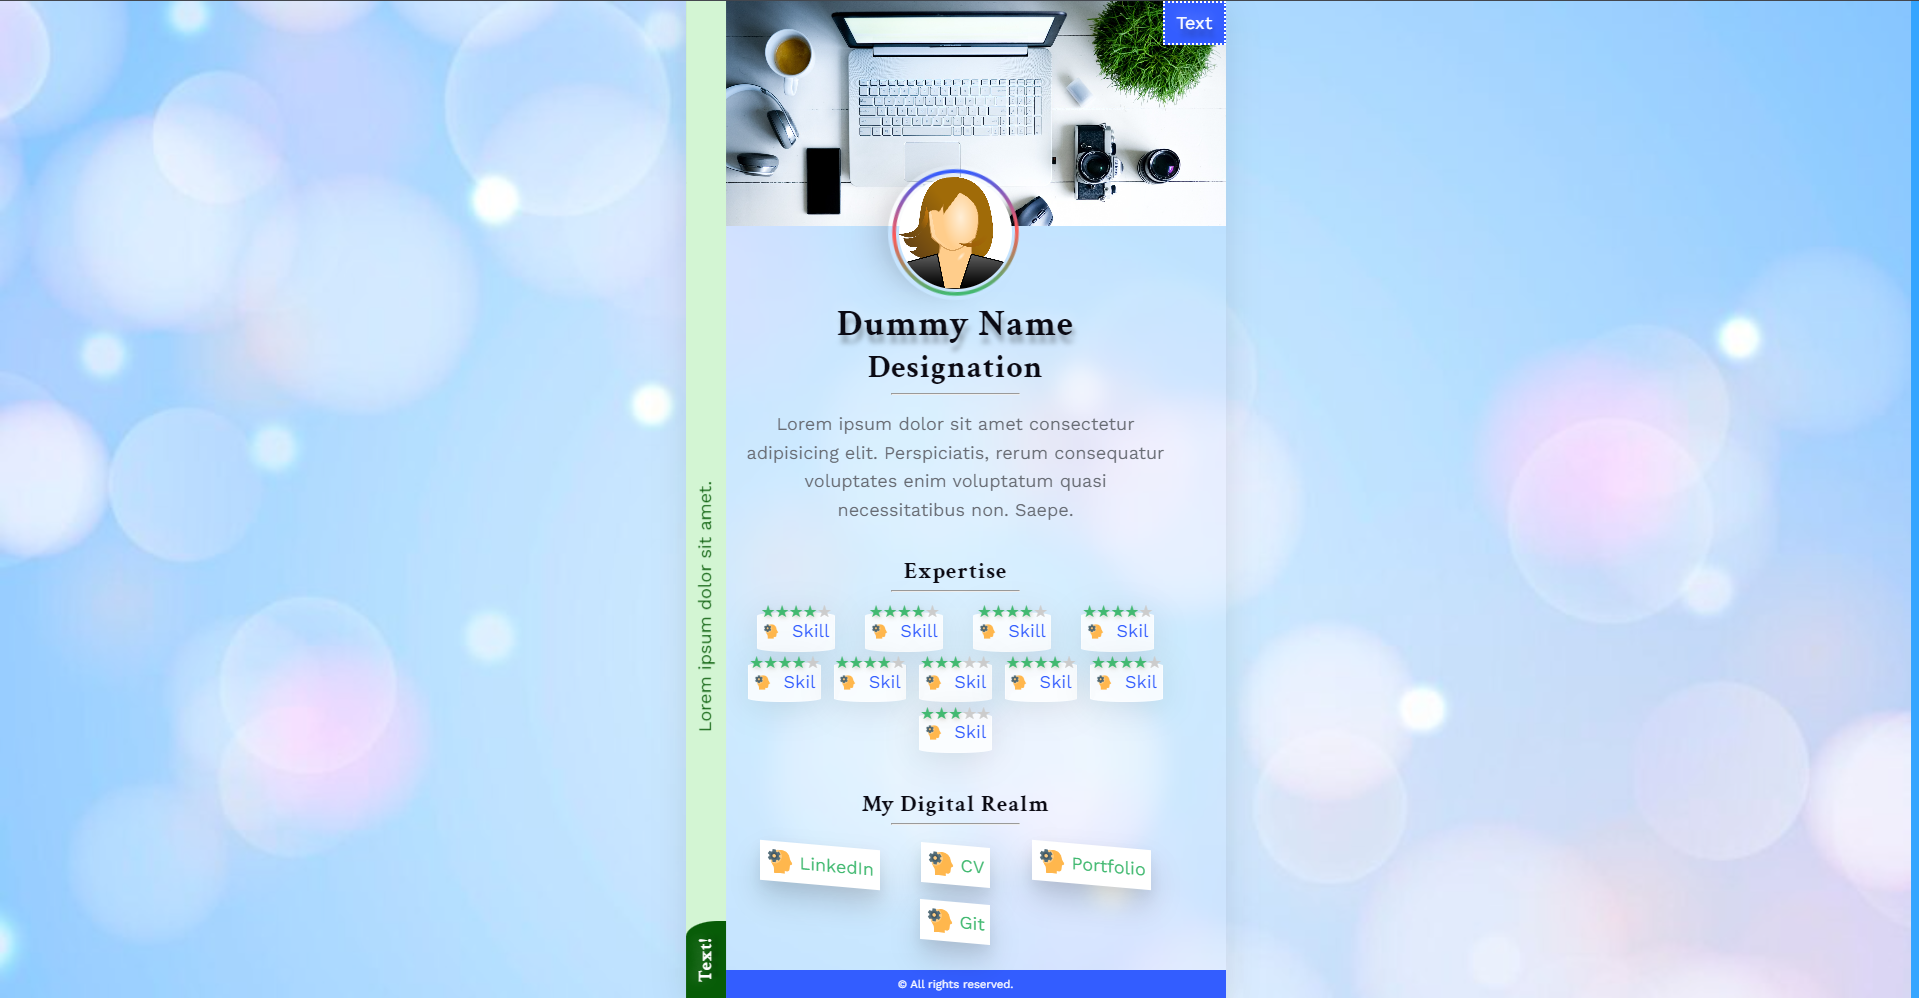 Text
Dummy Name
Designation
Lorem ipsum dolor sit amet consectetur
adipisicing elit. Perspiciatis, rerum consequatur
voluptates enim voluptatum quasi
necessitatibus non. Saepe.
Expertise
Skill Skill Skill Skil
Skil Skil Skil Skil Skil
Skil
My Digital Realm
LinkedIn CV Portfolio
Git
© All rights reserved.
Lorem ipsum dolor sit amet.
Text!